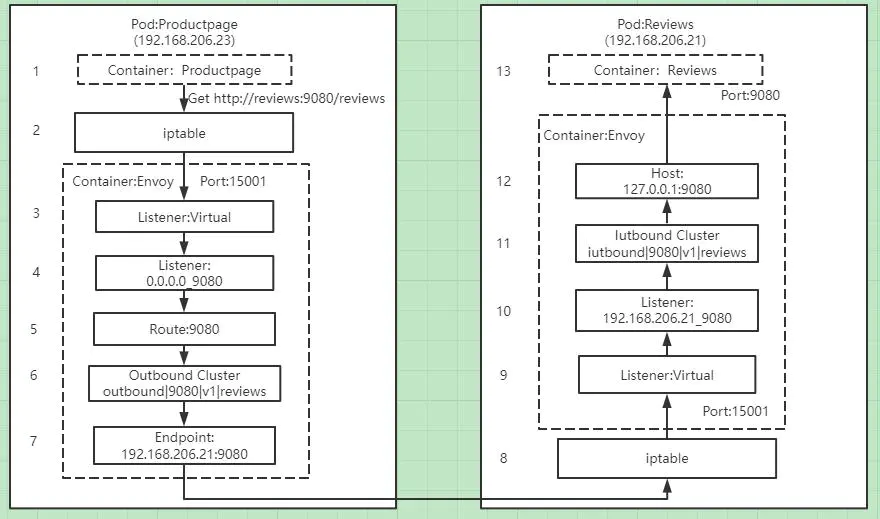 Pod:Productpage
(192.168.206.23)
1
Container: Productpage
Get http://reviews:9080/reviews
2
iptable
Container:Envoy
Port:15001
3
Listener:Virtual
4
Listener:
0.0.0.0_9080
5
Route:9080
6
Outbound Cluster
outbound|9080|v1|reviews
7
Endpoint:
192.168.206.21:9080
Pod:Reviews
(192.168.206.21)
13
Container: Reviews
Port:9080
Container:Envoy
12
Host:
127.0.0.1:9080
11
Iutbound Cluster
iutbound|9080|v1|reviews
10
Listener:
192.168.206.21_9080
9
Listener:Virtual
Port:15001
8
iptable